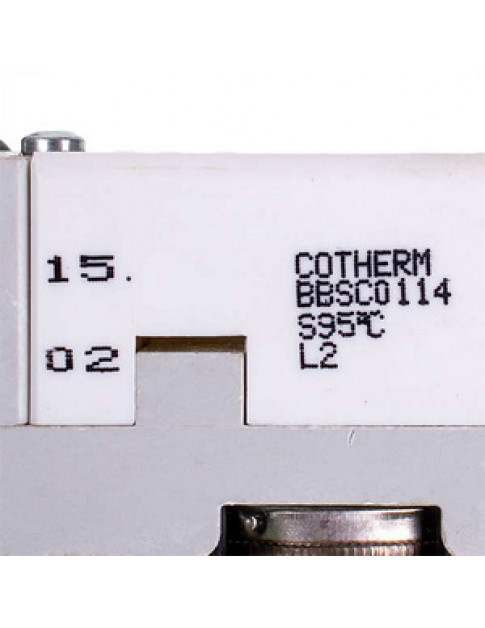 15.
02
COTHERM
BBSC0114
S95℃
L2